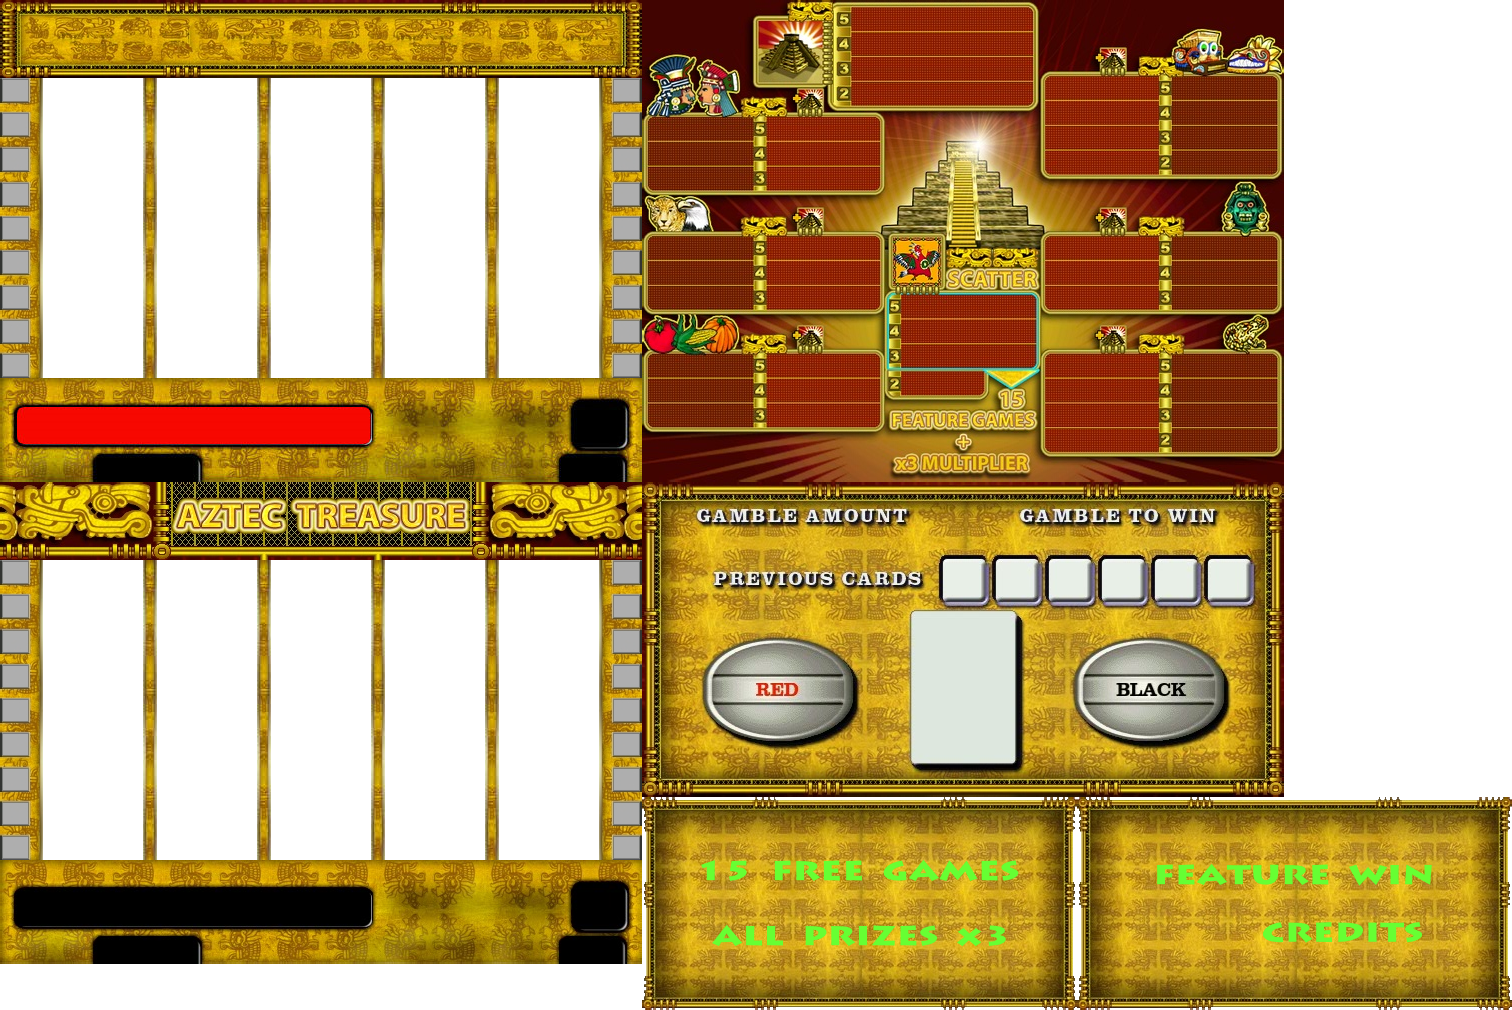 5
4
3
2
5
4
3
5
4
3
2
5
4
3
5
4
3
SCATTER
5
4
3
2
5
4
3
5
4
3
2
15
FEATURE GAMES
+
x3 MULTIPLIER
AZTEC TREASURE
GAMBLE AMOUNT
GAMBLE TO WIN
PREVIOUS CARDS
RED
BLACK
15 FREE GAMES
ALL PRIZES x3
FEATURE WIN
CREDITS